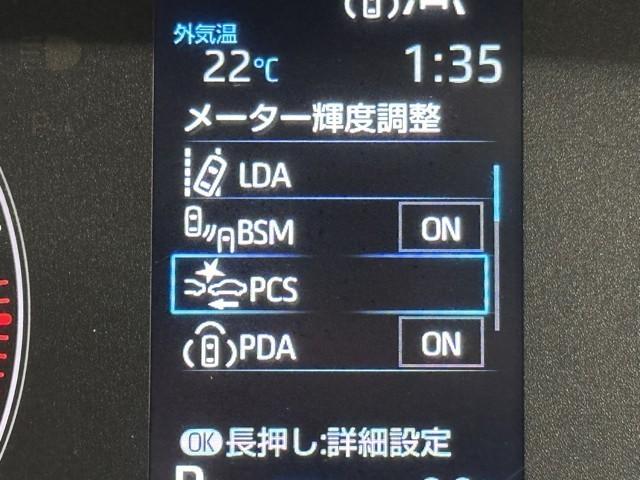 外気温
22℃ 1:35
メーター輝度調整
LDA
BSM ON
PCS
PDA ON
OK 長押し:詳細設定